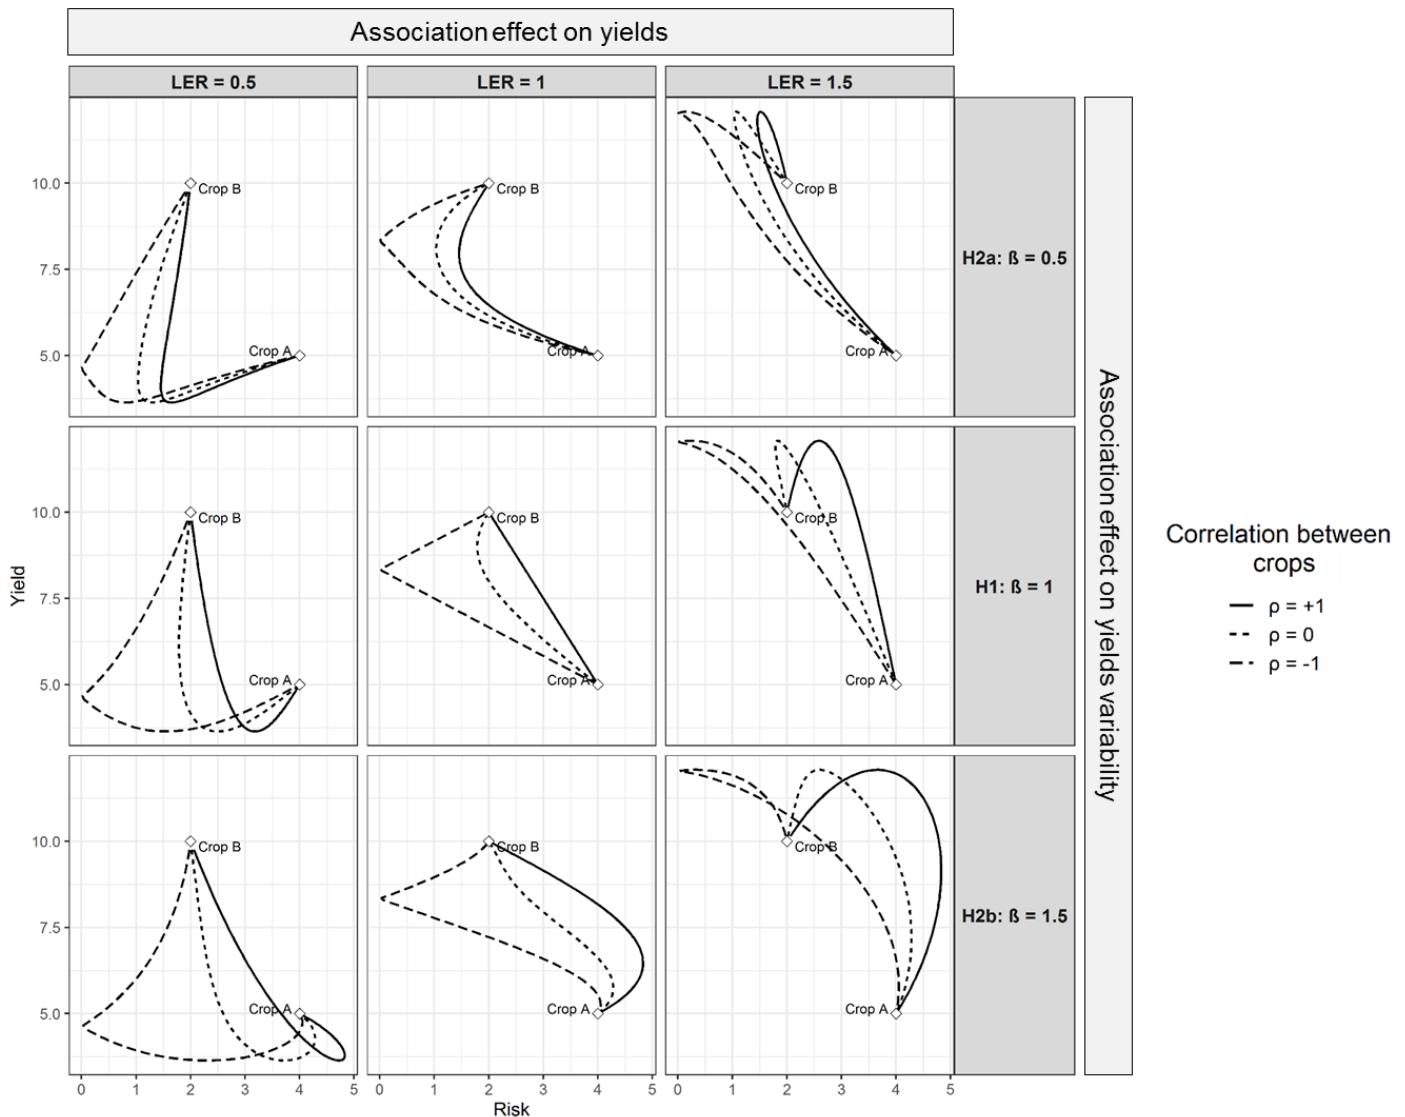 Association effect on yields
LER = 0.5
LER = 1
LER = 1.5
10.0
7.5
5.0
Crop B
Crop A
Crop B
Crop A
Crop B
Crop A
H2a: ß = 0.5
10.0
7.5
5.0
Crop B
Crop A
Crop B
Crop A
Crop B
Crop A
H1: ß = 1
10.0
7.5
5.0
Crop B
Crop A
Crop B
Crop A
Crop B
Crop A
H2b: ß = 1.5
0 1 2 3 4 5
0 1 2 3 4 5
0 1 2 3 4 5
Yield
Risk
Association effect on yields variability
Correlation between
crops
ρ = +1
ρ = 0
ρ = -1